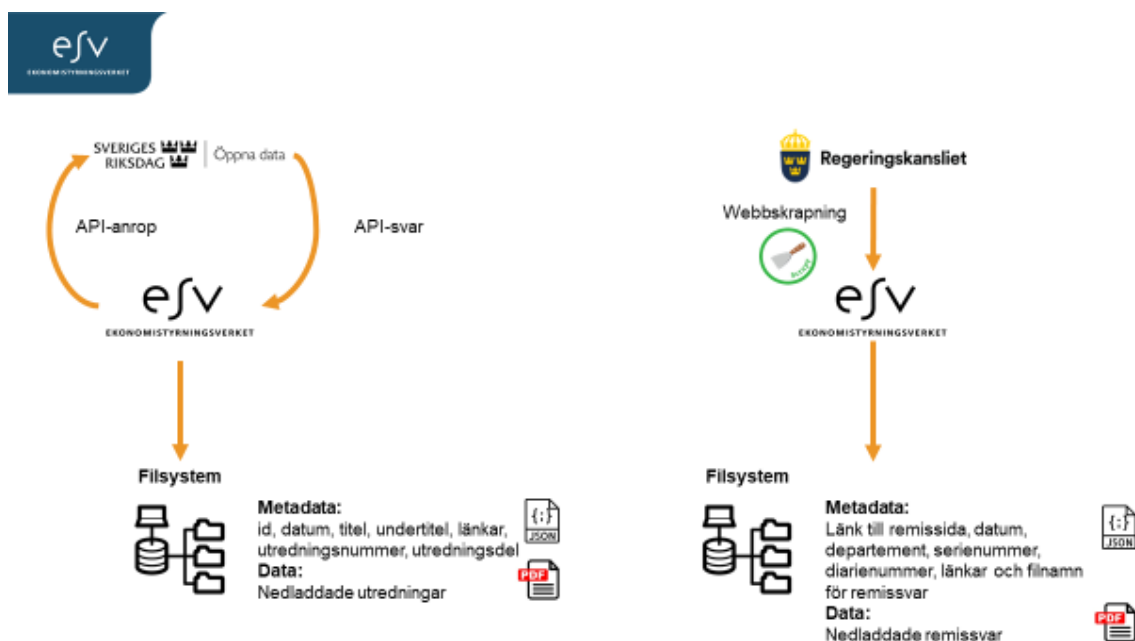 esv
EKONOMISTYRNINGSVERKET
SVERIGES
RIKSDAG
Öppna data
API-anrop
API-svar
esv
EKONOMISTYRNINGSVERKET
Filsystem
Metadata:
id, datum, titel, undertitel, länkar,
utredningsnummer, utredningsdel
Data:
Nedladdade utredningar
{;}
JSON
PDF
Regeringskansliet
Webbskrapning
esv
EKONOMISTYRNINGSVERKET
Filsystem
Metadata:
Länk till remissida, datum,
departement, serienummer,
diarienummer, länkar och filnamn
för remissvar
Data:
Nedladdade remissvar
{;}
JSON
PDF